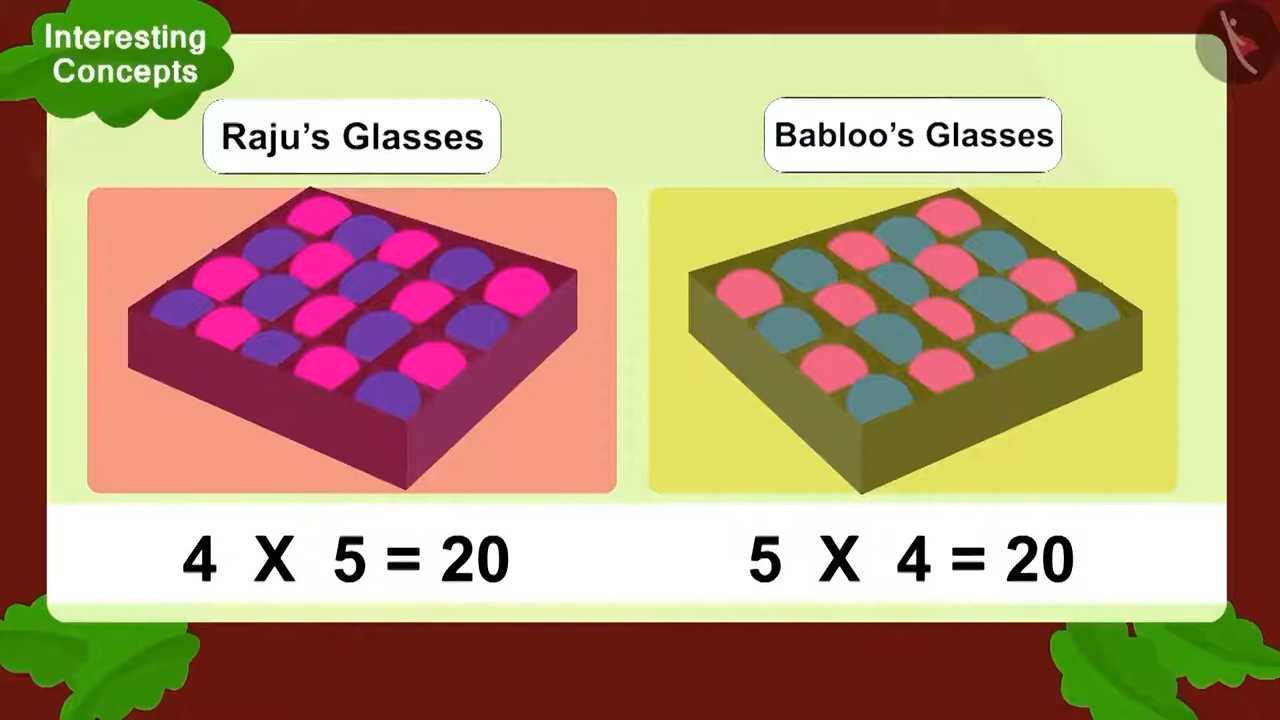 Interesting
Concepts
Raju's Glasses
Babloo's Glasses
4 X 5 = 20
5 X 4 = 20